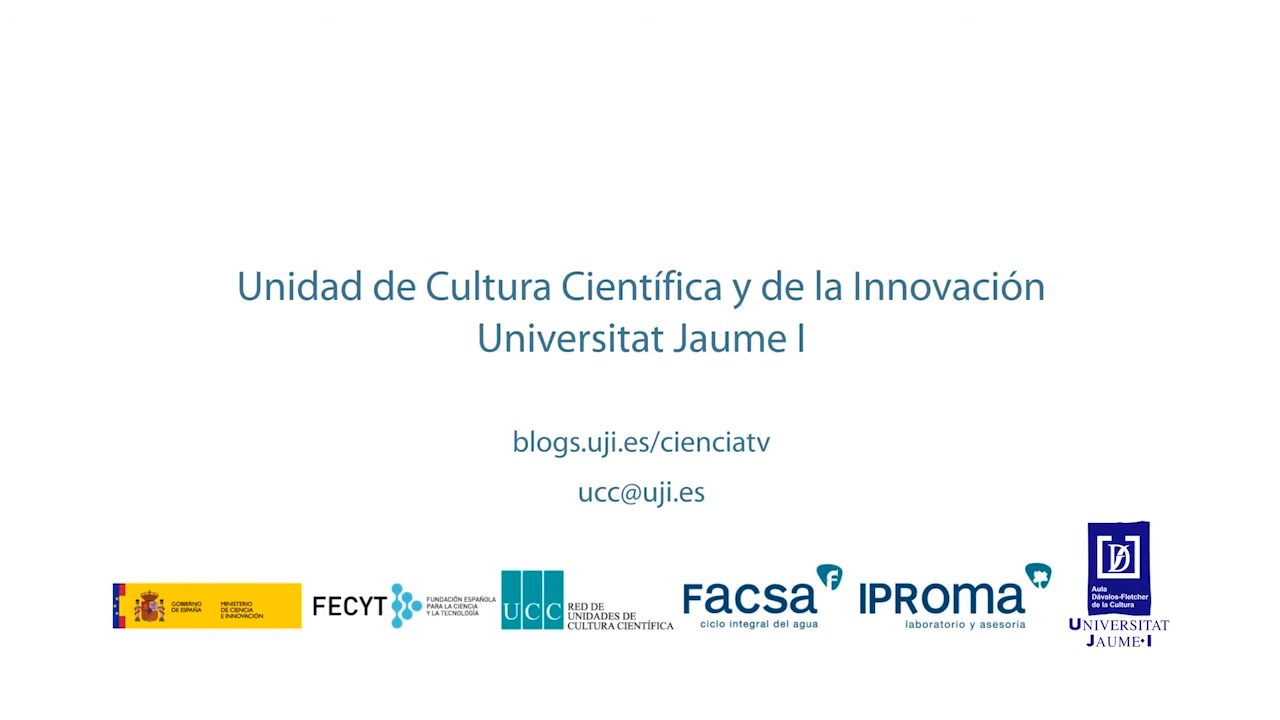 Unidad de Cultura Científica y de la Innovación
Universitat Jaume I
blogs.uji.es/cienciatv
ucc@uji.es
GOBIERNO
DE ESPAÑA
MINISTERIO
DE CIENCIA
E INNOVACIÓN
FECYT
FUNDACIÓN ESPAÑOLA
PARA LA CIENCIA
Y LA TECNOLOGÍA
UCC
RED DE
UNIDADES DE
CULTURA CIENTÍFICA
FACSA
ciclo integral del agua
IPROMA
laboratorio y asesoría
Aula
Dávalos-Fletcher
de la Cultura
UNIVERSITAT
JAUME·I